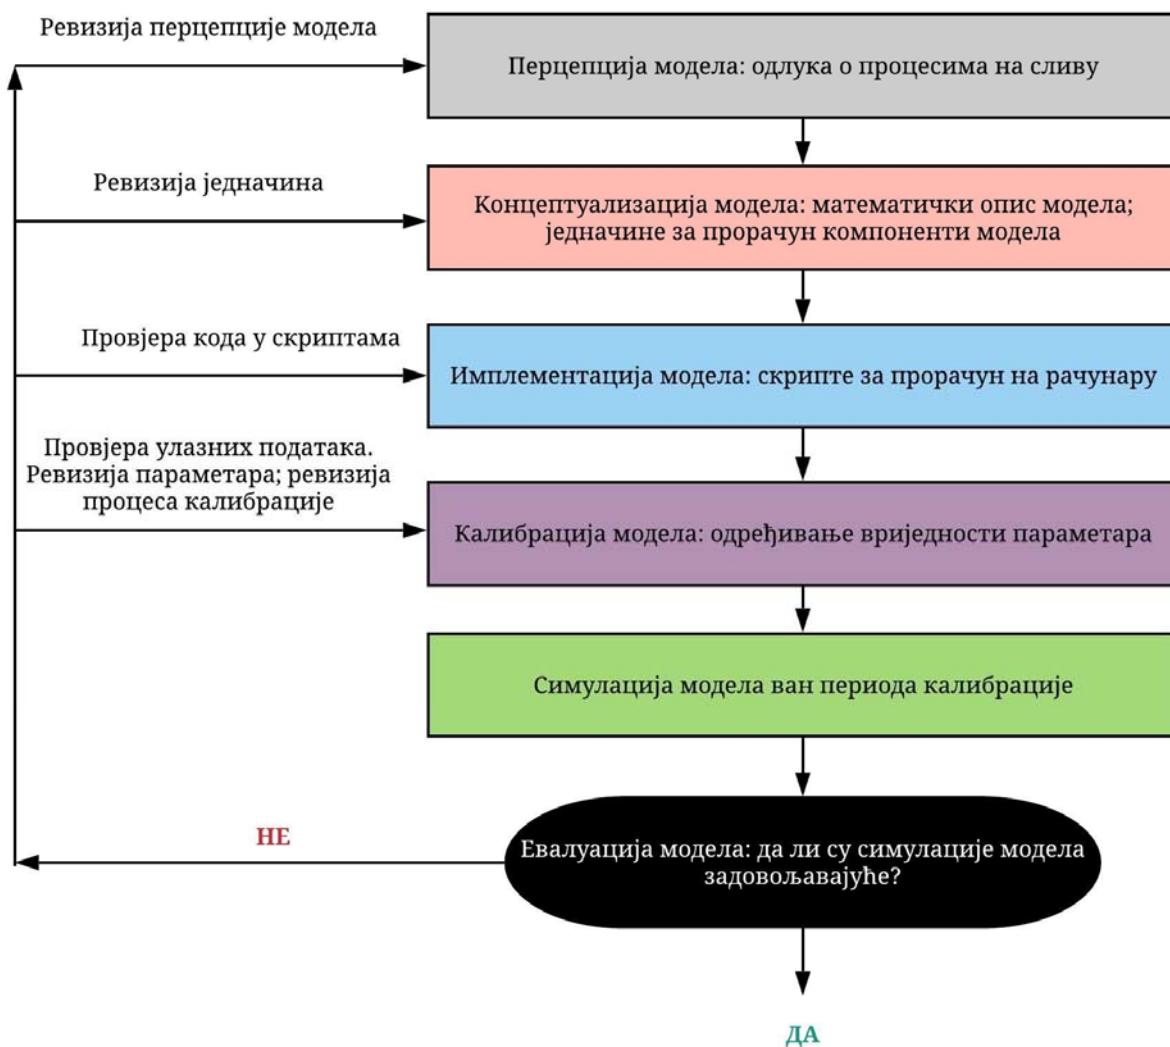 Ревизија перцепције модела
Перцепција модела: одлука о процесима на сливу
Ревизија једначина
Концептуализација модела: математички опис модела;
једначине за прорачун компоненти модела
Провјера кода у скриптама
Имплементација модела: скрипте за прорачун на рачунару
Провјера улазних података.
Ревизија параметара; ревизија
процеса калибрације
Калибрација модела: одређивање вриједности параметара
Симулација модела ван периода калибрације
НЕ
Евалуација модела: да ли су симулације модела
задовољавајуће?
ДА